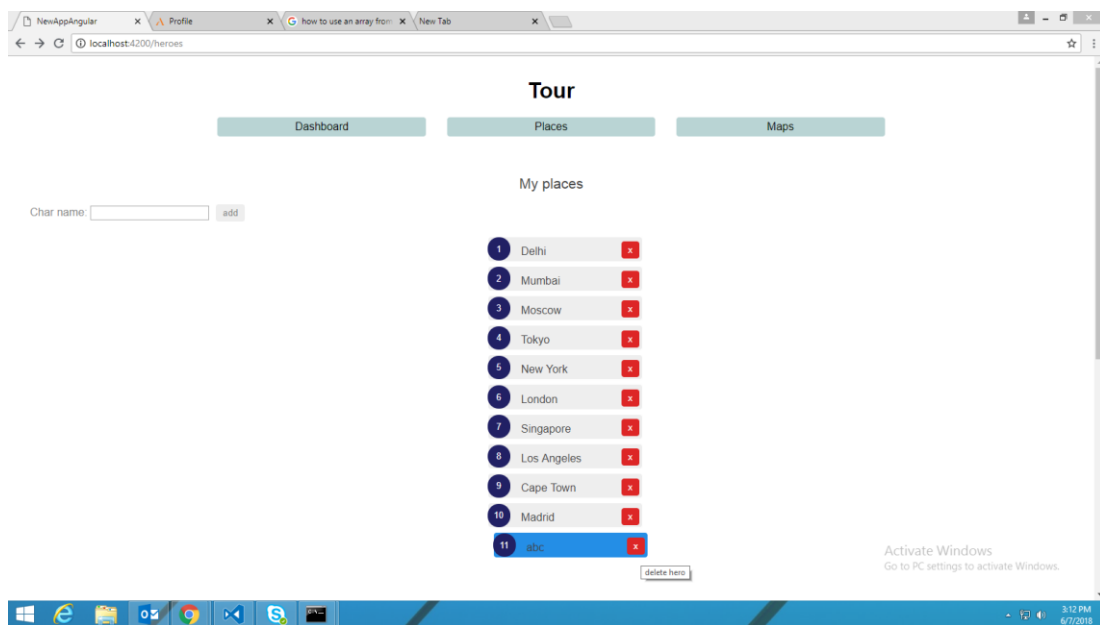 NewAppAngular
Profile
how to use an array from
New Tab
localhost:4200/heroes
Tour
Dashboard
Places
Maps
My places
Char name:
add
1 Delhi x
2 Mumbai x
3 Moscow x
4 Tokyo x
5 New York x
6 London x
7 Singapore x
8 Los Angeles x
9 Cape Town x
10 Madrid x
11 abc x
delete hero
Activate Windows
Go to PC settings to activate Windows.
3:12 PM
6/7/2018